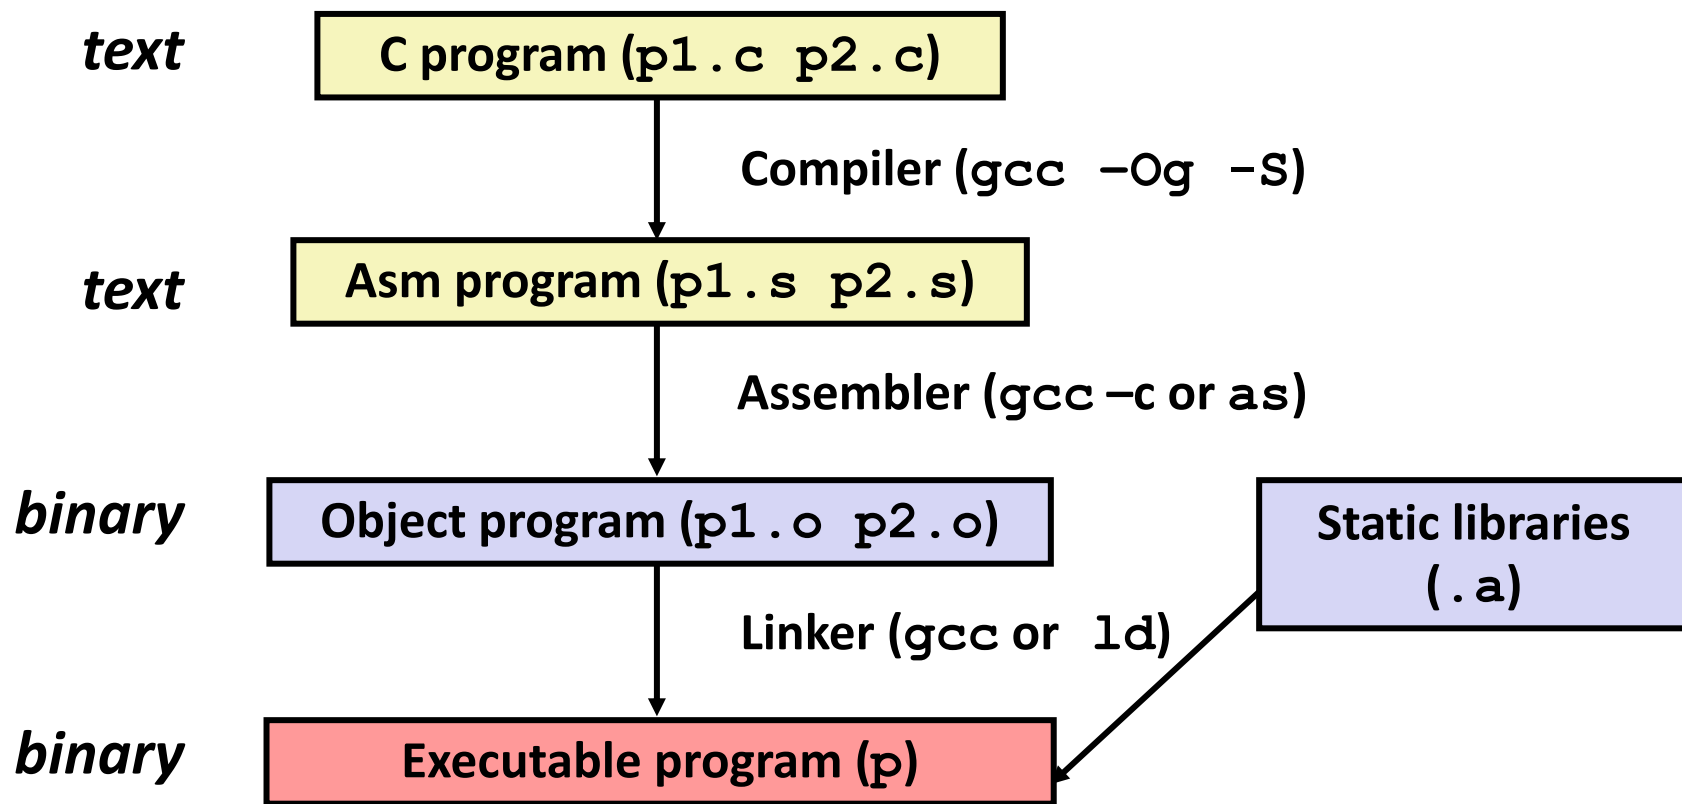 text
C program (p1.c p2.c)
Compiler (gcc –Og -S)
text
Asm program (p1.s p2.s)
Assembler (gcc –c or as)
binary
Object program (p1.o p2.o)
Static libraries
(.a)
Linker (gcc or ld)
binary
Executable program (p)